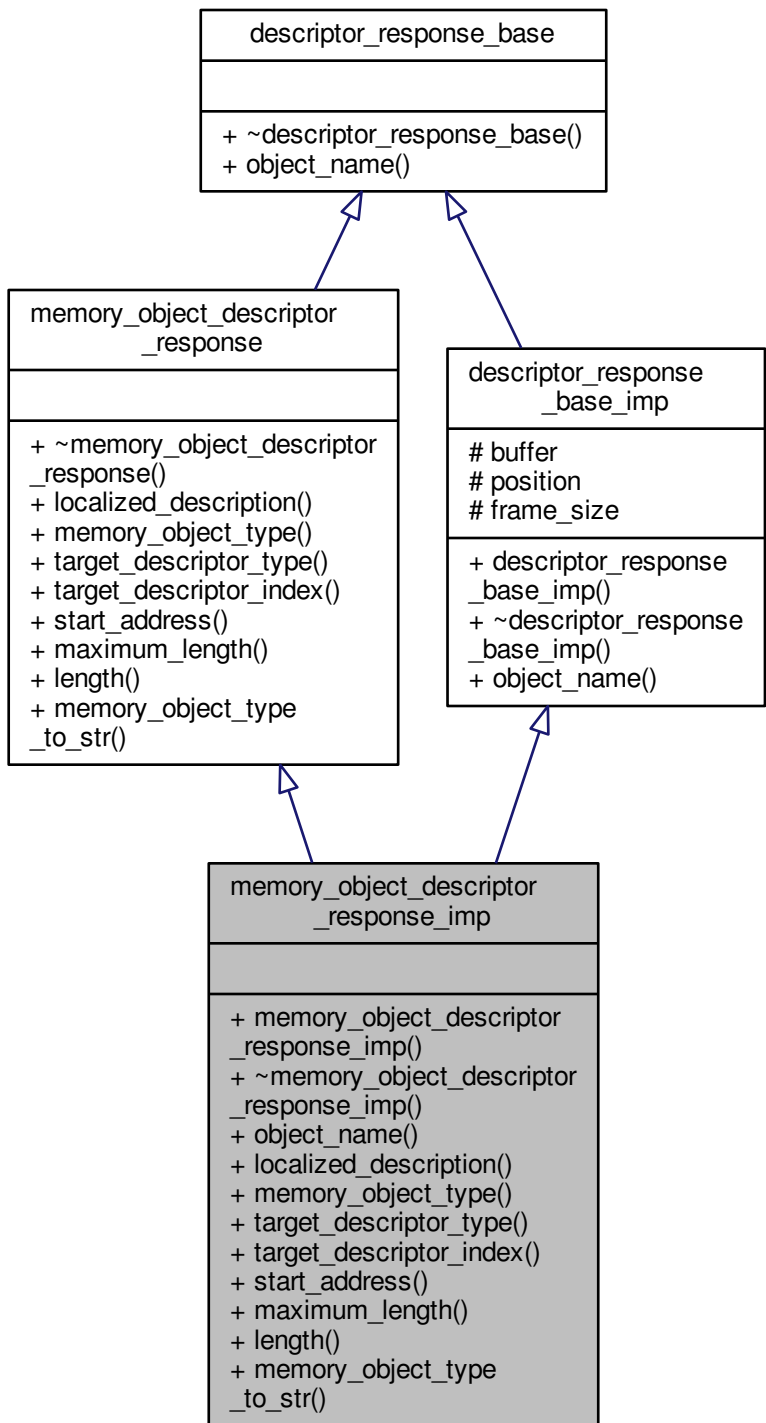 descriptor_response_base
+ ~descriptor_response_base()
+ object_name()
memory_object_descriptor
_response
+ ~memory_object_descriptor
_response()
+ localized_description()
+ memory_object_type()
+ target_descriptor_type()
+ target_descriptor_index()
+ start_address()
+ maximum_length()
+ length()
+ memory_object_type
_to_str()
descriptor_response
_base_imp
# buffer
# position
# frame_size
+ descriptor_response
_base_imp()
+ ~descriptor_response
_base_imp()
+ object_name()
memory_object_descriptor
_response_imp
+ memory_object_descriptor
_response_imp()
+ ~memory_object_descriptor
_response_imp()
+ object_name()
+ localized_description()
+ memory_object_type()
+ target_descriptor_type()
+ target_descriptor_index()
+ start_address()
+ maximum_length()
+ length()
+ memory_object_type
_to_str()